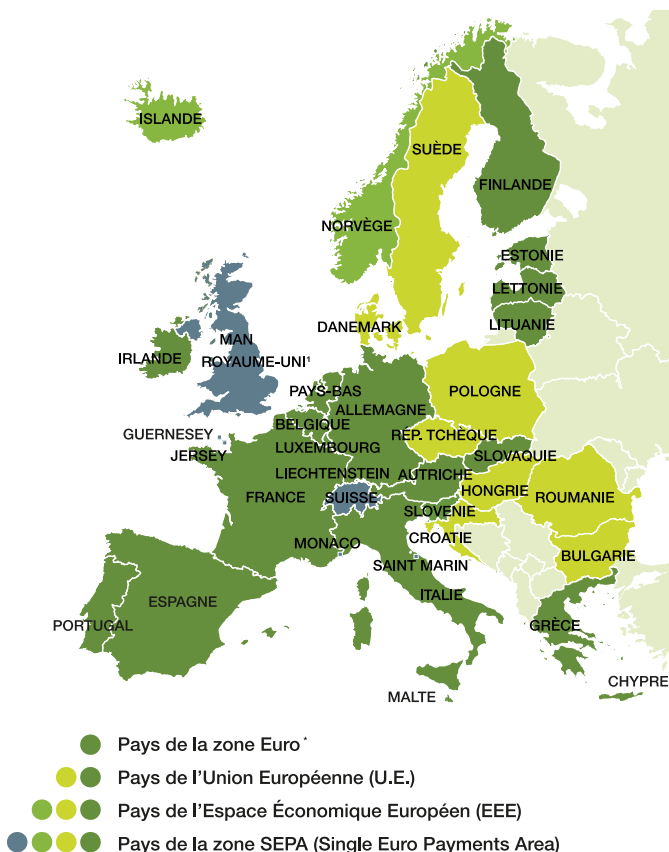 ISLANDE
SUÈDE
FINLANDE
NORVÈGE
ESTONIE
LETTONIE
LITUANIE
DANEMARK
MAN
IRLANDE
ROYAUME-UNI¹
PAYS-BAS
POLOGNE
ALLEMAGNE
BELGIQUE
GUERNESEY
RÉP. TCHÈQUE
JERSEY
LUXEMBOURG
SLOVAQUIE
LIECHTENSTEIN
AUTRICHE
HONGRIE
FRANCE
SUISSE
ROUMANIE
SLOVENIE
MONACO
CROATIE
BULGARIE
SAINT MARIN
ITALIE
ESPAGNE
PORTUGAL
GRÈCE
CHYPRE
MALTE
Pays de la zone Euro*
Pays de l'Union Européenne (U.E.)
Pays de l'Espace Économique Européen (EEE)
Pays de la zone SEPA (Single Euro Payments Area)